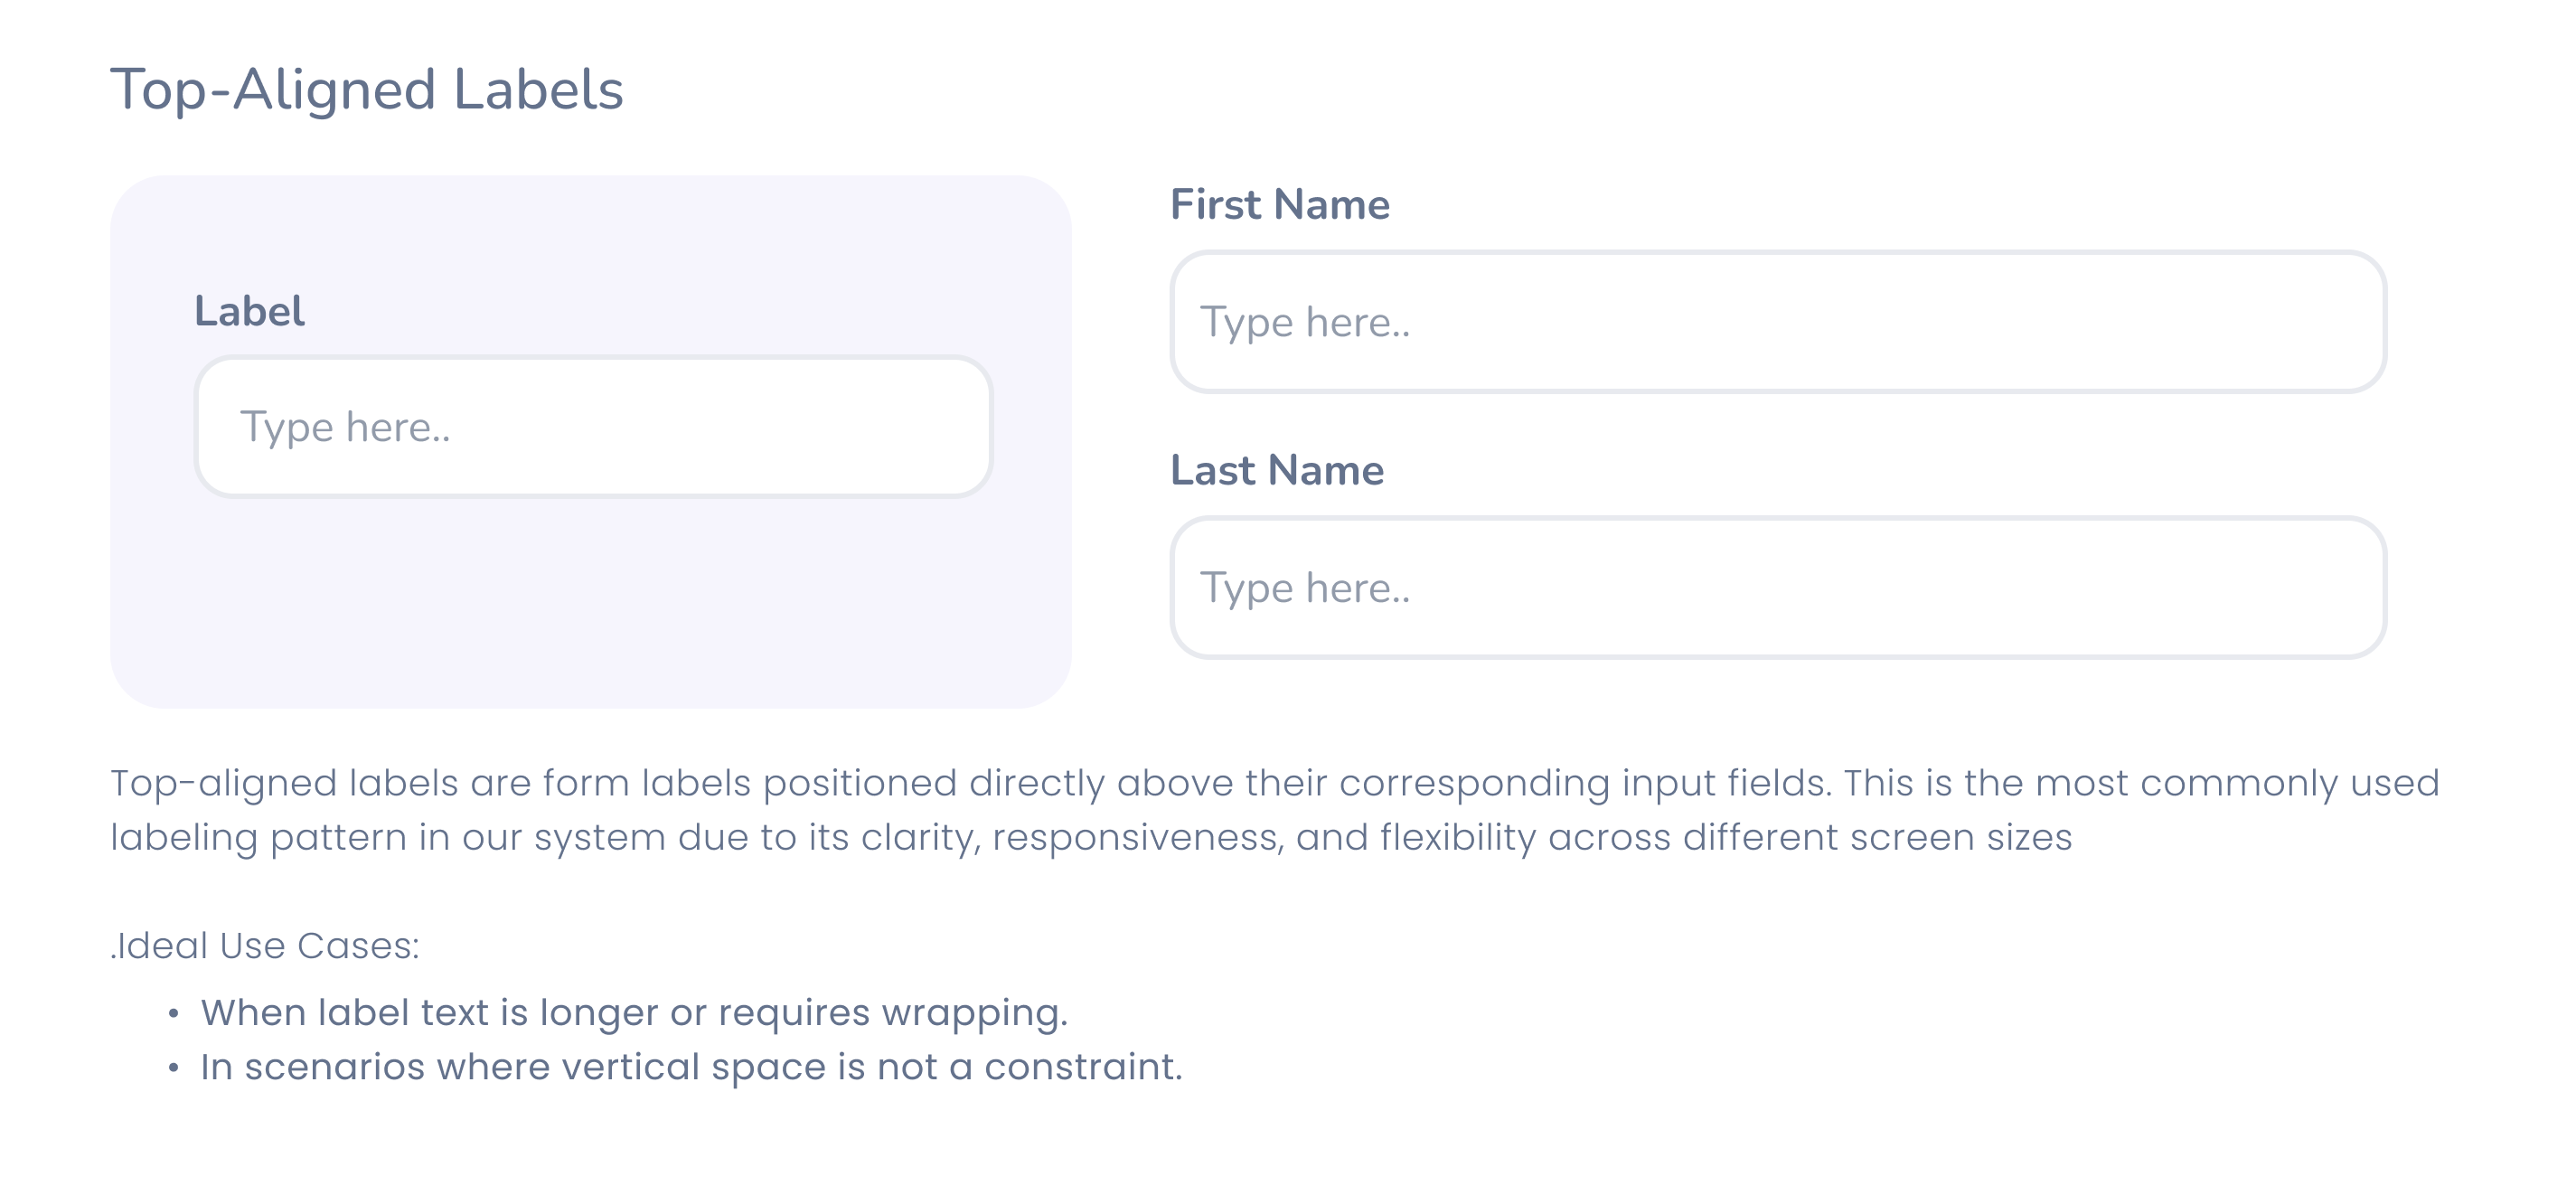 Top-Aligned Labels
Label
Type here..
First Name
Type here..
Last Name
Type here..
Top-aligned labels are form labels positioned directly above their corresponding input fields. This is the most commonly used
labeling pattern in our system due to its clarity, responsiveness, and flexibility across different screen sizes
.Ideal Use Cases:
• When label text is longer or requires wrapping.
• In scenarios where vertical space is not a constraint.